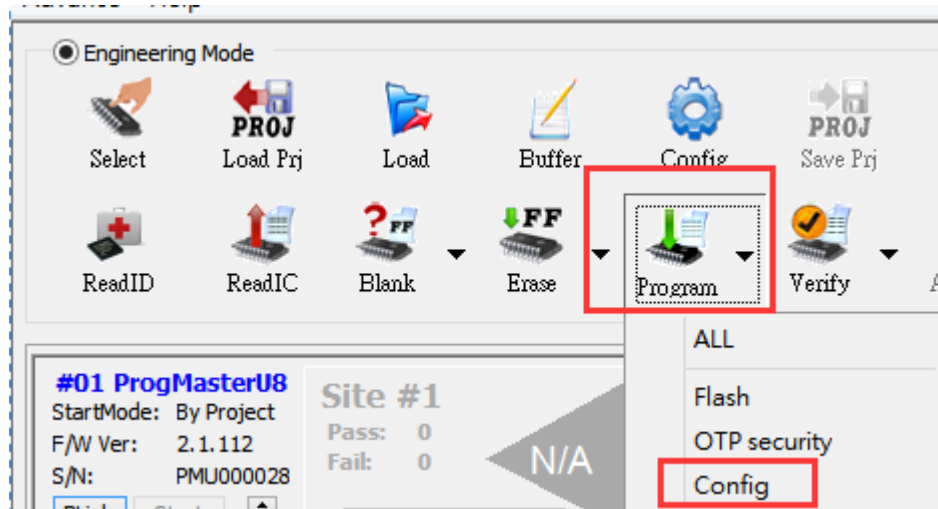 Engineering Mode
PROJ
PROJ
Select Load Prj Load Buffer Config Save Prj
? FF
FF
ReadID ReadIC Blank Erase Program Verify
ALL
#01 ProgMasterU8
StartMode: By Project
F/W Ver: 2.1.112
S/N: PMU000028
Site #1
Pass: 0
Fail: 0
N/A
Flash
OTP security
Config